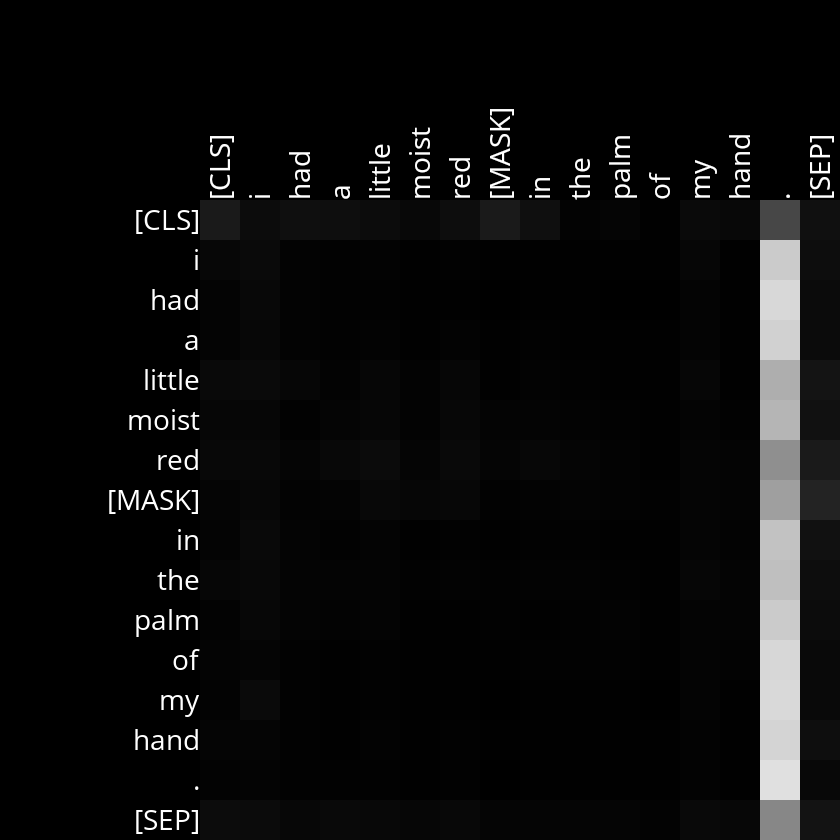 [CLS] i had a little moist red [MASK] in the palm of my hand . [SEP]
[CLS]
i
had
a
little
moist
red
[MASK]
in
the
palm
of
my
hand
.
[SEP]